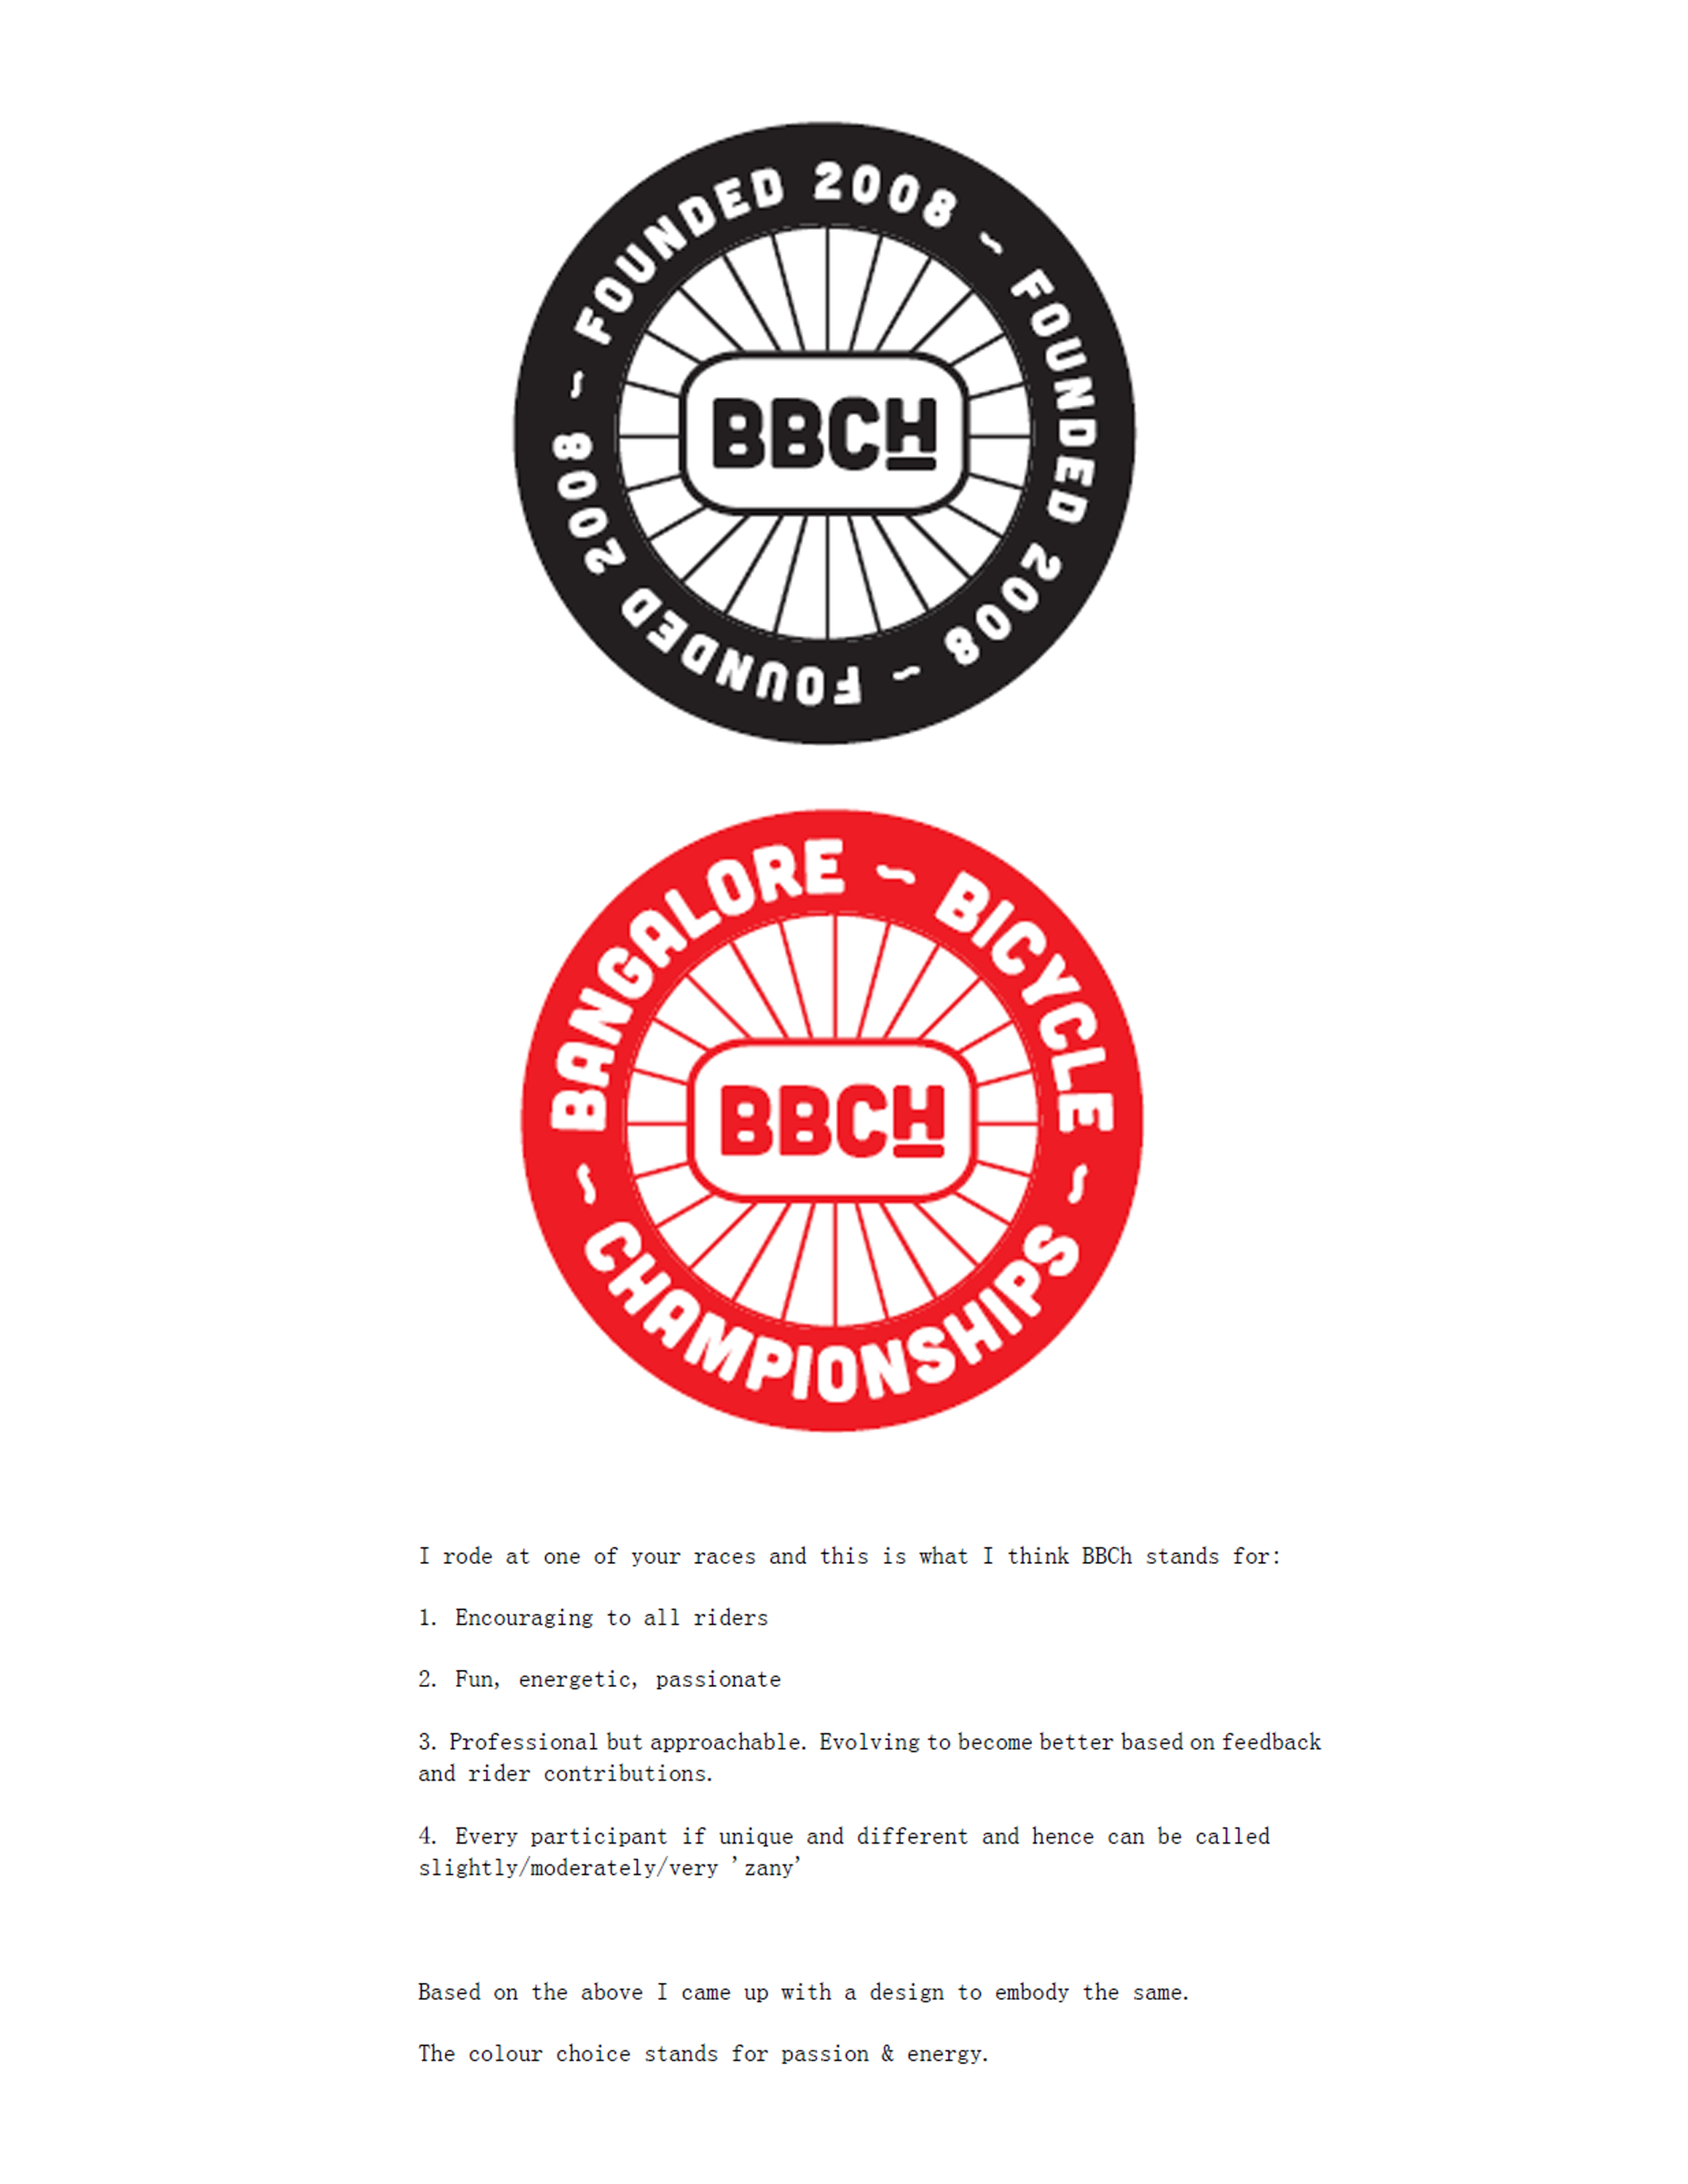 FOUNDED 2008 ~ FOUNDED 2008 ~ FOUNDED 2008 ~
BBCH
BANGALORE ~ BICYCLE ~ CHAMPIONSHIPS ~
BBCH
I rode at one of your races and this is what I think BBCh stands for:
1. Encouraging to all riders
2. Fun, energetic, passionate
3. Professional but approachable. Evolving to become better based on feedback
and rider contributions.
4. Every participant if unique and different and hence can be called
slightly/moderately/very 'zany'
Based on the above I came up with a design to embody the same.
The colour choice stands for passion & energy.